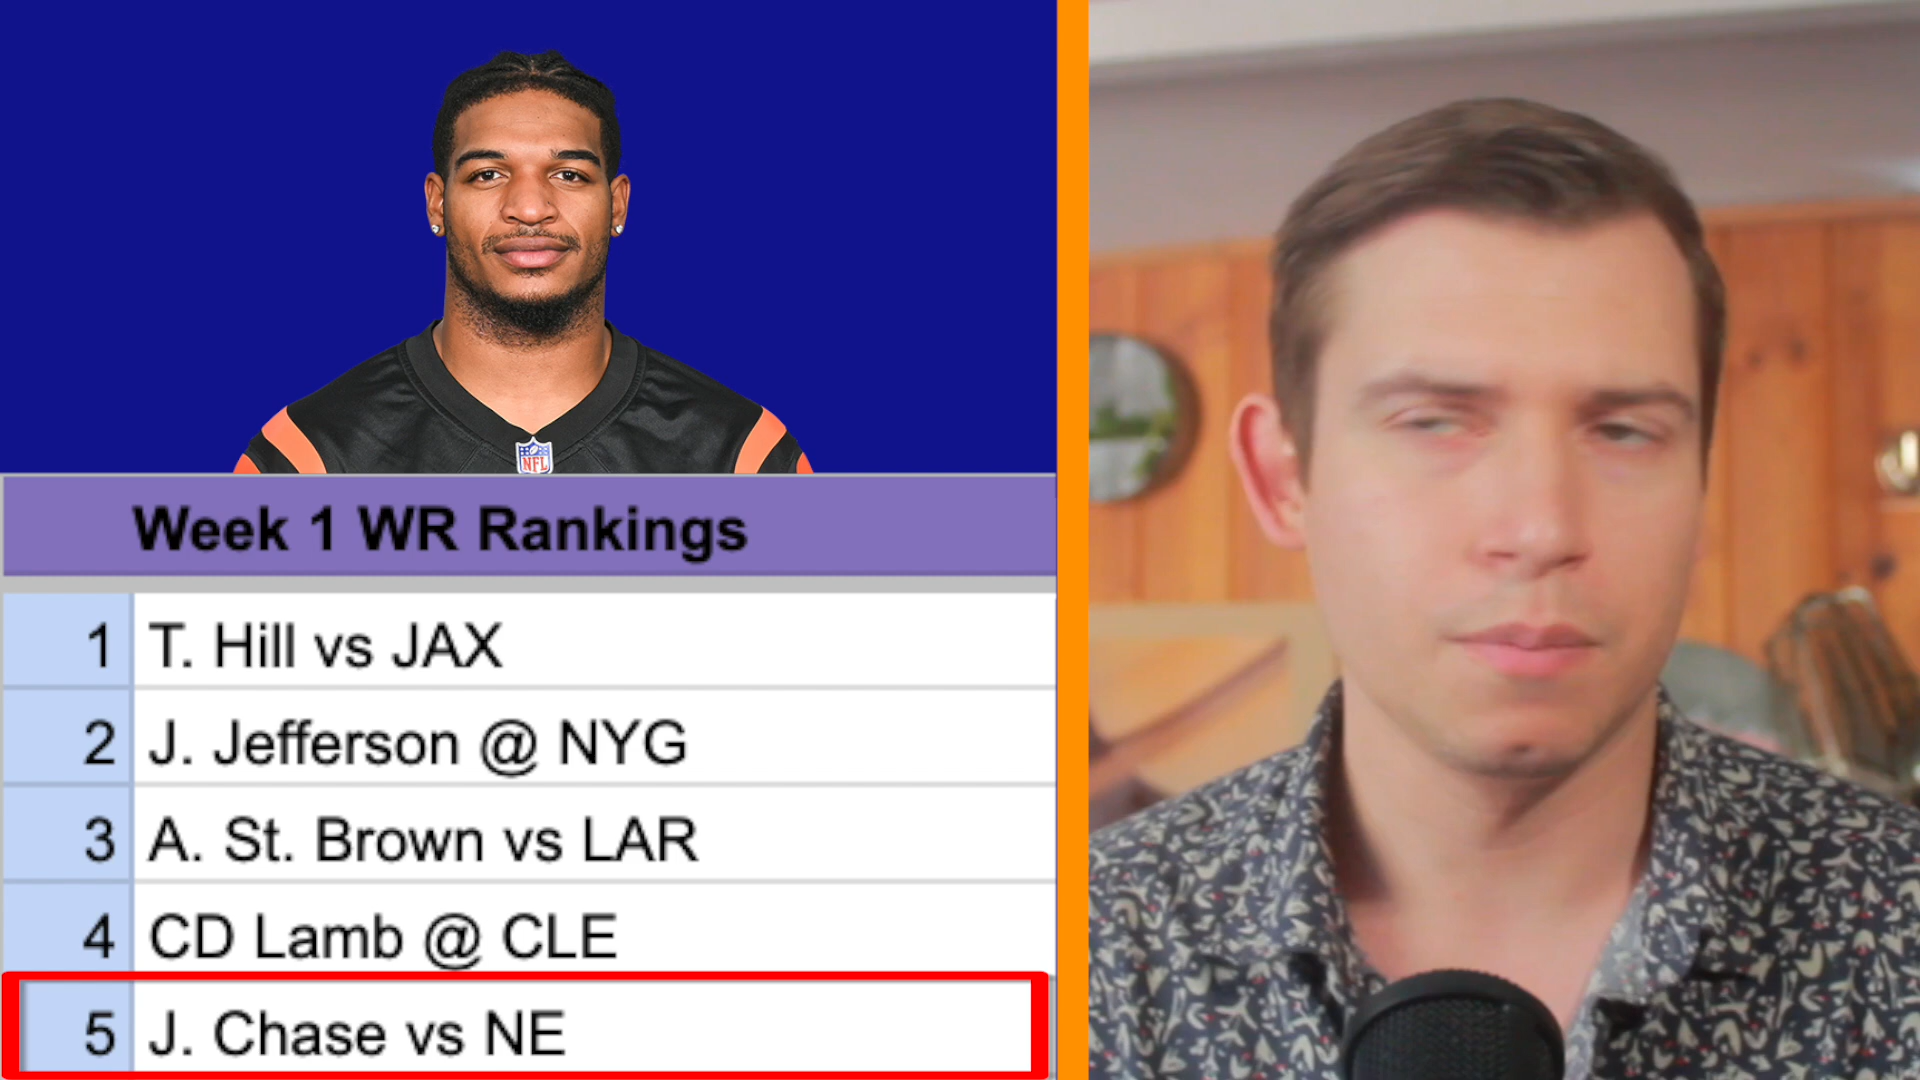 NFL
Week 1 WR Rankings
1 T. Hill vs JAX
2 J. Jefferson @ NYG
3 A. St. Brown vs LAR
4 CD Lamb @ CLE
5 J. Chase vs NE